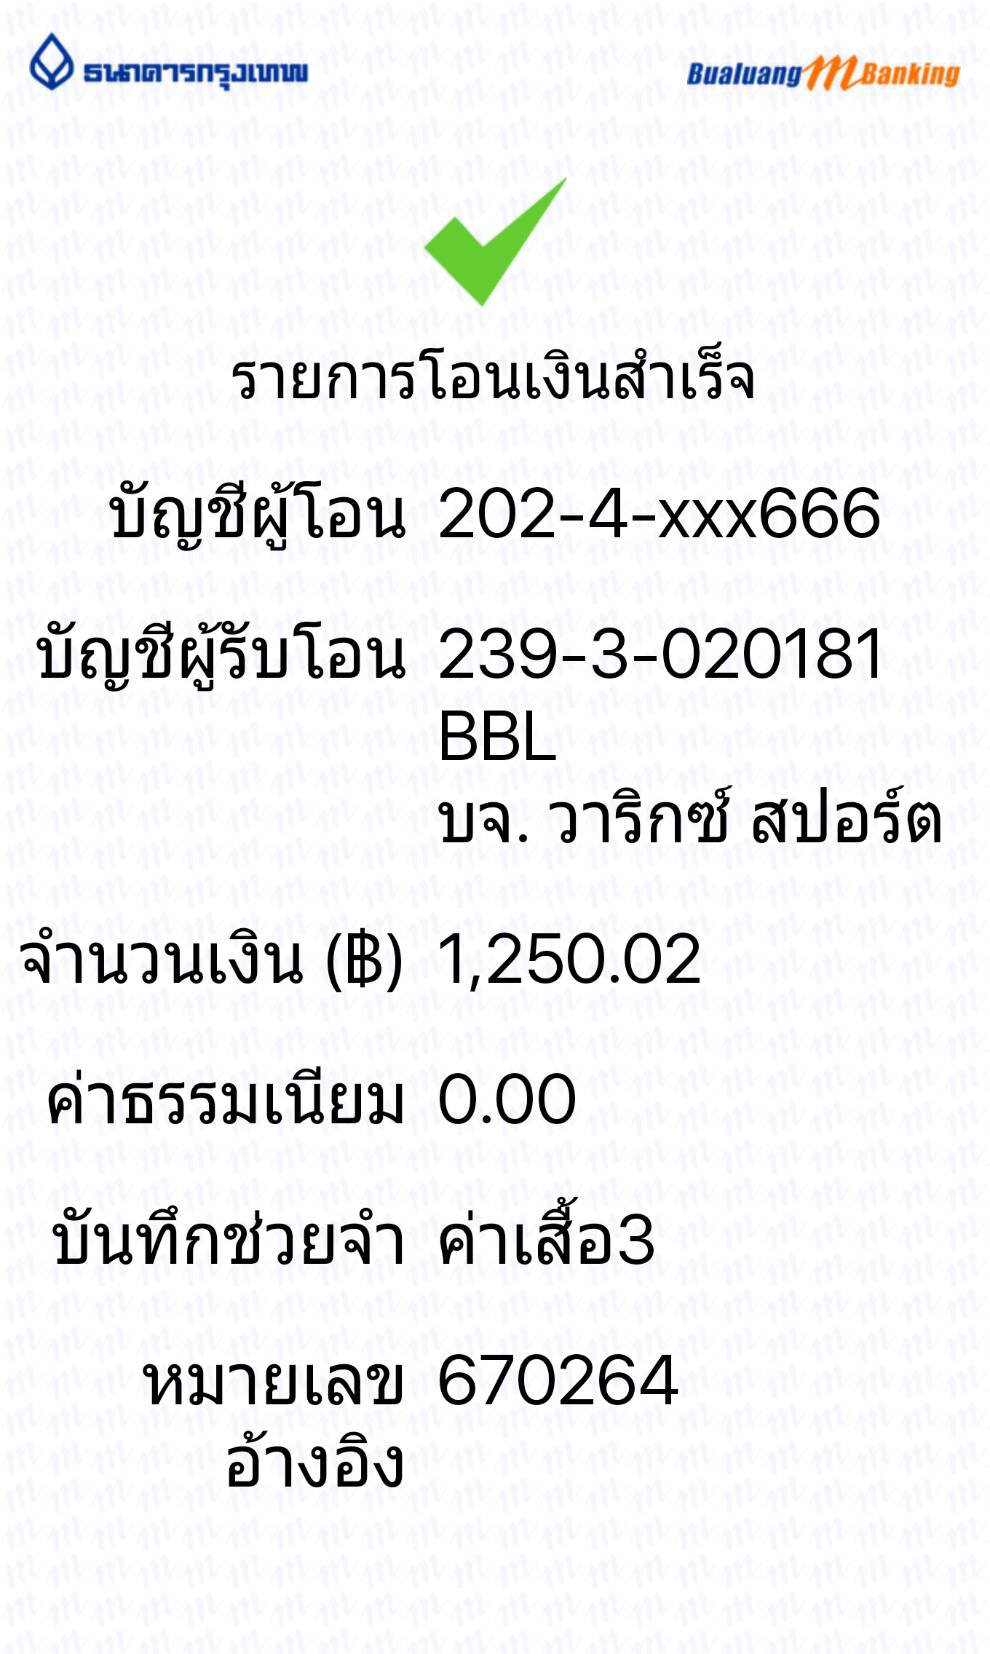 ธนาคารกรุงเทพ
Bualuang mBanking
รายการโอนเงินสำเร็จ
บัญชีผู้โอน 202-4-xxx666
บัญชีผู้รับโอน 239-3-020181
BBL
บจ. วาริกซ์ สปอร์ต
จำนวนเงิน (฿) 1,250.02
ค่าธรรมเนียม 0.00
บันทึกช่วยจำ ค่าเสื้อ3
หมายเลข 670264
อ้างอิง